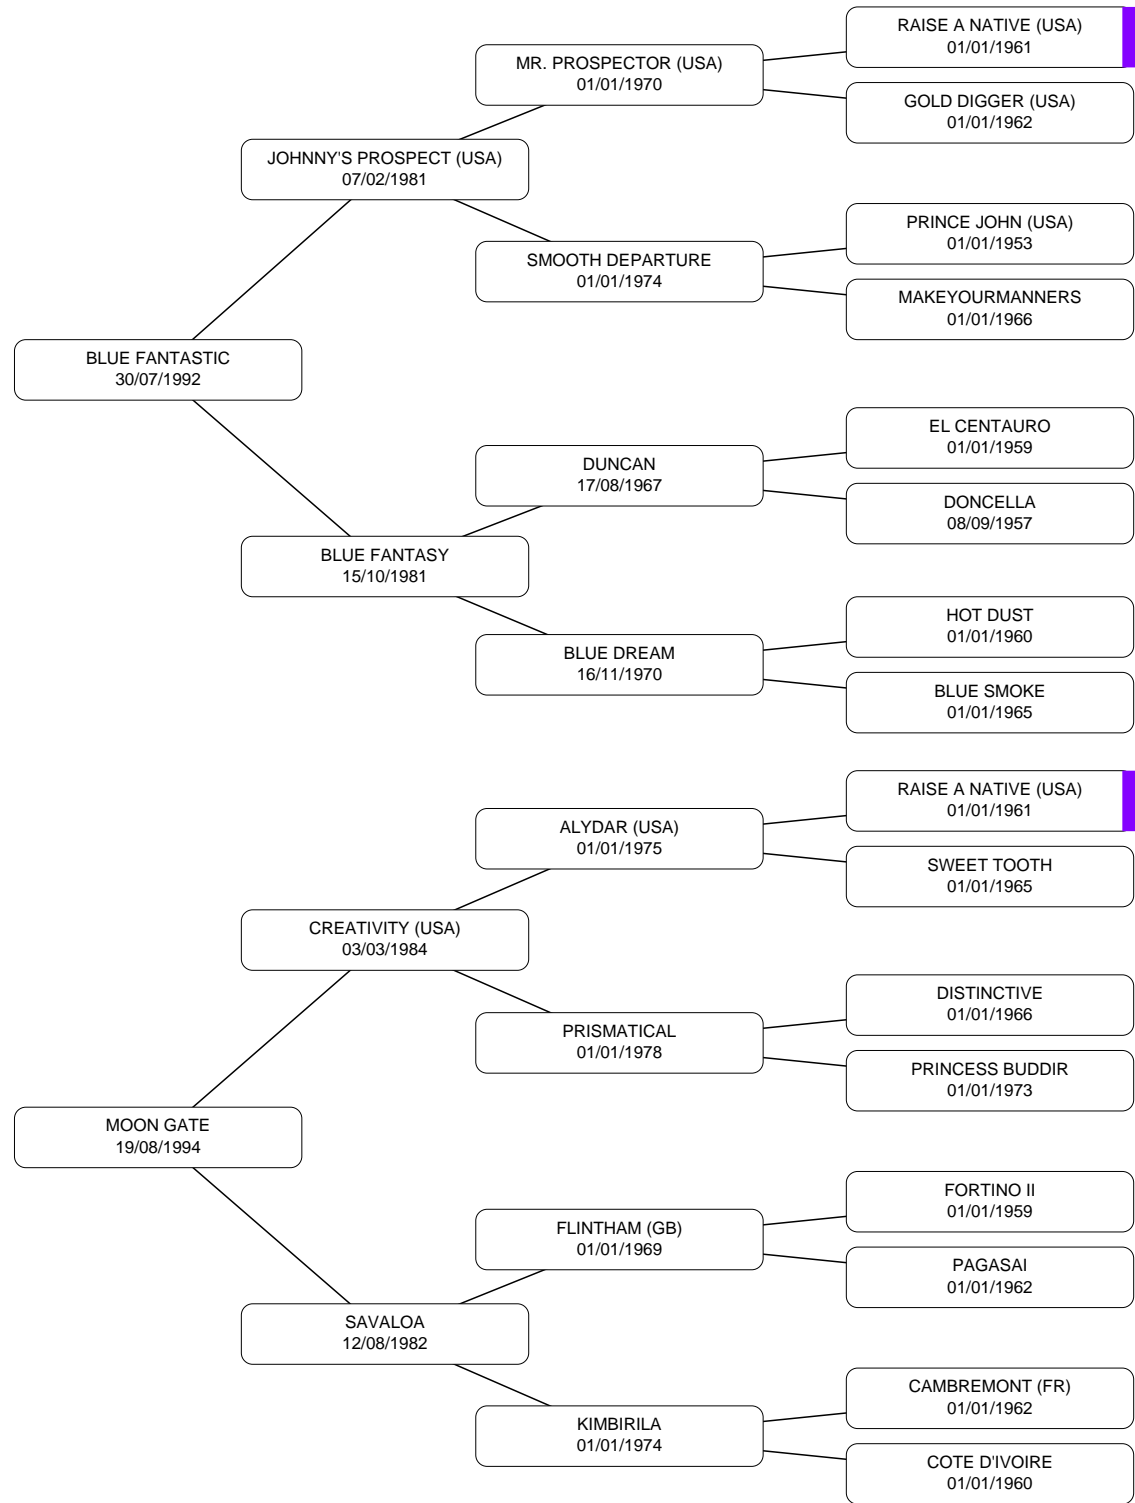 RAISE A NATIVE (USA)
01/01/1961
MR. PROSPECTOR (USA)
01/01/1970
GOLD DIGGER (USA)
01/01/1962
JOHNNY'S PROSPECT (USA)
07/02/1981
PRINCE JOHN (USA)
01/01/1953
SMOOTH DEPARTURE
01/01/1974
MAKEYOURMANNERS
01/01/1966
BLUE FANTASTIC
30/07/1992
EL CENTAURO
01/01/1959
DUNCAN
17/08/1967
DONCELLA
08/09/1957
BLUE FANTASY
15/10/1981
HOT DUST
01/01/1960
BLUE DREAM
16/11/1970
BLUE SMOKE
01/01/1965
RAISE A NATIVE (USA)
01/01/1961
ALYDAR (USA)
01/01/1975
SWEET TOOTH
01/01/1965
CREATIVITY (USA)
03/03/1984
DISTINCTIVE
01/01/1966
PRISMATICAL
01/01/1978
PRINCESS BUDDIR
01/01/1973
MOON GATE
19/08/1994
FORTINO II
01/01/1959
FLINTHAM (GB)
01/01/1969
PAGASAI
01/01/1962
SAVALOA
12/08/1982
CAMBREMONT (FR)
01/01/1962
KIMBIRILA
01/01/1974
COTE D'IVOIRE
01/01/1960